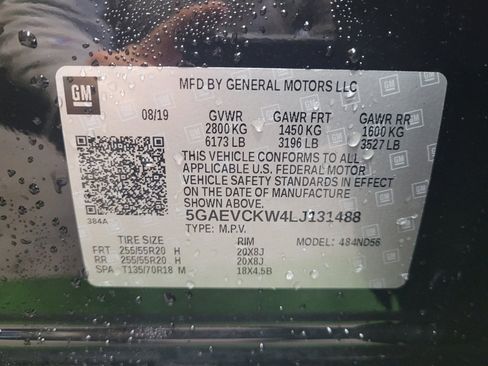 GM
MFD BY GENERAL MOTORS LLC
08/19 GVWR GAWR FRT GAWR RR
2800 KG 1450 KG 1600 KG
6173 LB 3196 LB 3527 LB
THIS VEHICLE CONFORMS TO ALL
APPLICABLE U.S. FEDERAL MOTOR
VEHICLE SAFETY STANDARDS IN
EFFECT ON THE DATE OF
MANUFACTURE SHOWN ABOVE.
384A
5GAEVCKW4LJ131488
TYPE: M.P.V.
TIRE SIZE RIM MODEL: 484ND56
FRT 255/55R20 H 20X8J
RR 255/55R20 H 20X8J
SPA T135/70R18 M 18X4.5B